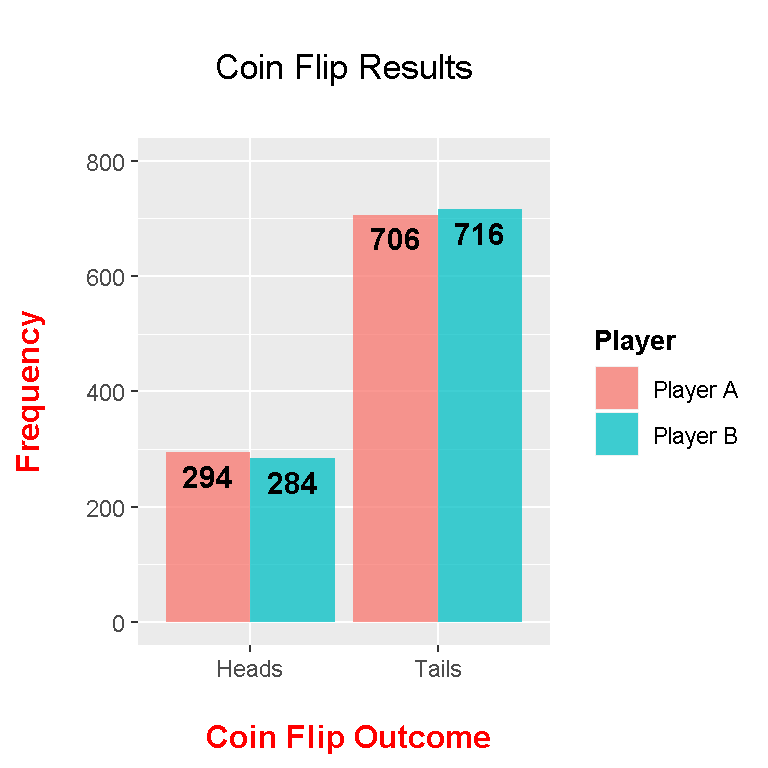 Coin Flip Results
800
600
400
200
0
Frequency
706
716
294
284
Heads
Tails
Coin Flip Outcome
Player
Player A
Player B